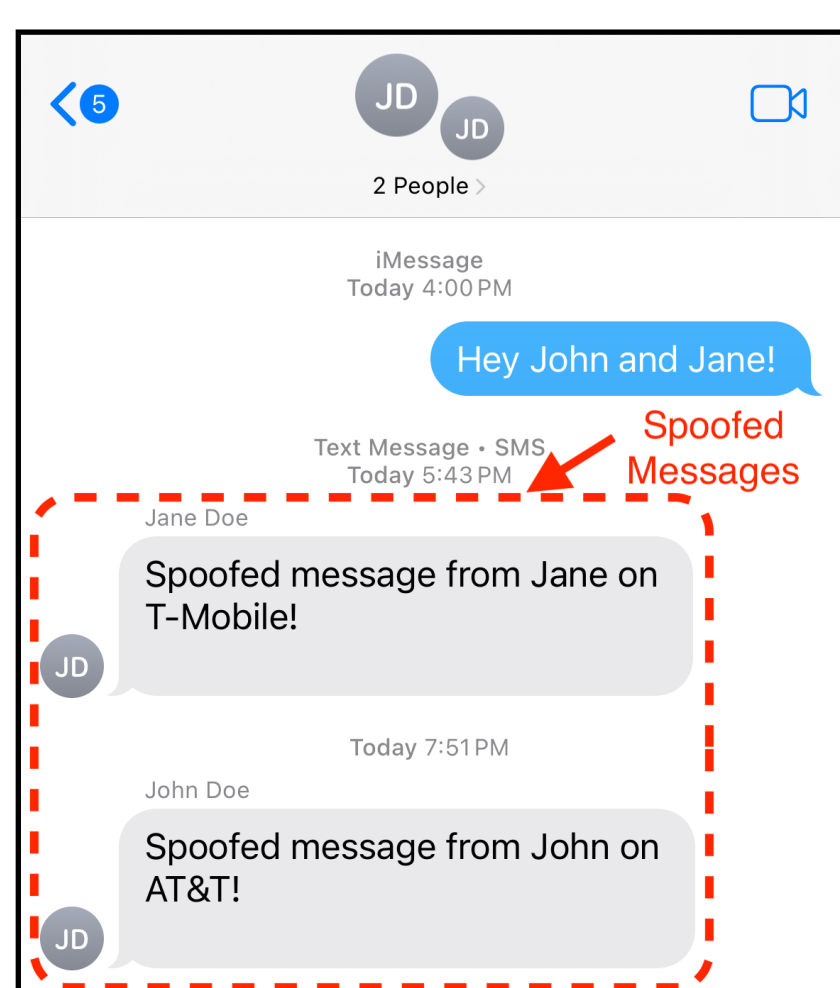 5
JD
JD
2 People >
iMessage
Today 4:00 PM
Hey John and Jane!
Text Message • SMS
Today 5:43 PM
Spoofed
Messages
Jane Doe
Spoofed message from Jane on
T-Mobile!
JD
Today 7:51 PM
John Doe
Spoofed message from John on
AT&T!
JD